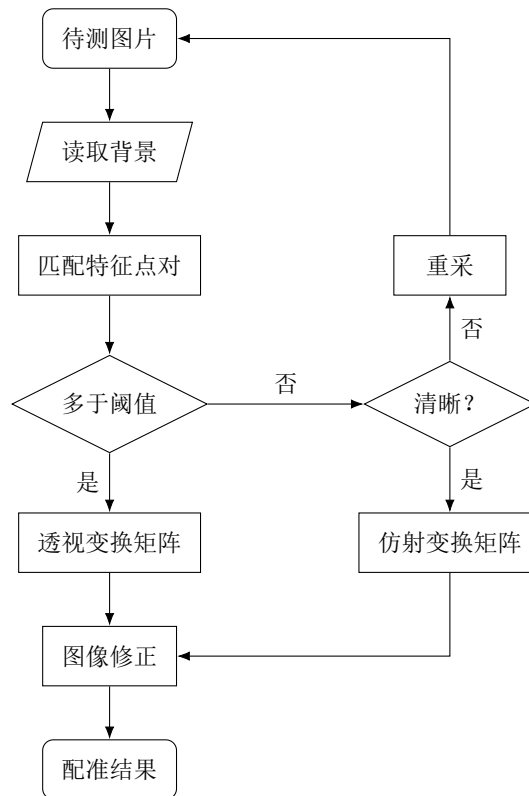 待测图片
读取背景
匹配特征点对
重采
否
多于阈值
否
清晰？
是
是
透视变换矩阵
仿射变换矩阵
图像修正
配准结果